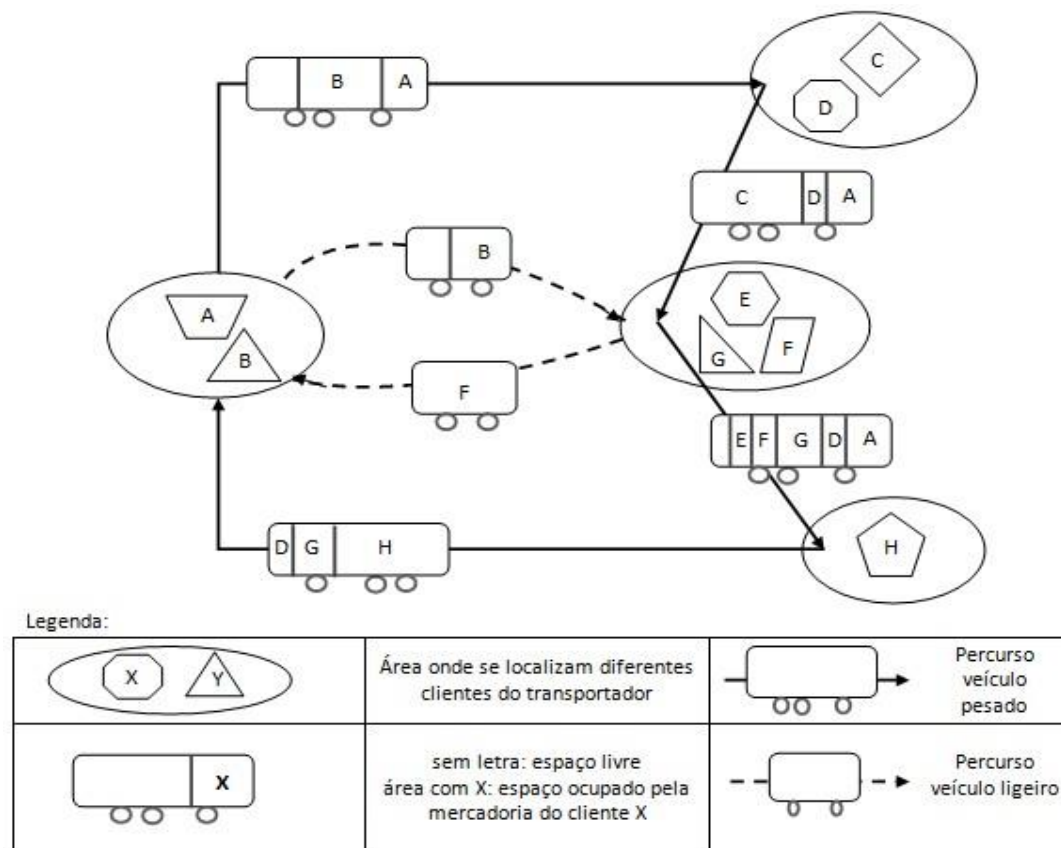 B A
C
D
C D A
B
A
B
E
G F
F
E F G D A
D G H
H
Legenda:
X Y
Área onde se localizam diferentes
clientes do transportador
Percurso
veículo
pesado
X
sem letra: espaço livre
área com X: espaço ocupado pela
mercadoria do cliente X
Percurso
veículo ligeiro